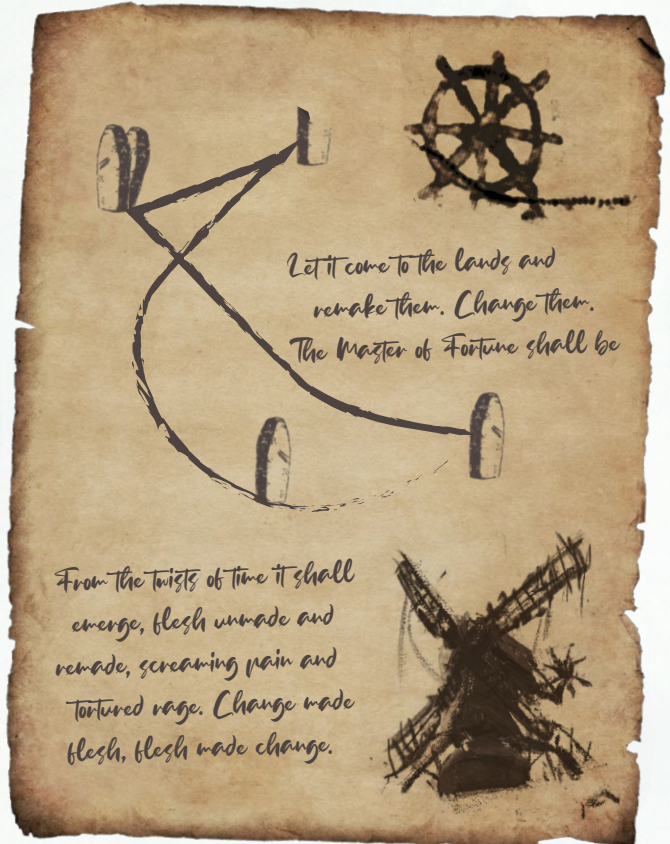 Let it come to the lands and
remake them. Change them.
The Master of Fortune shall be
From the twists of time it shall
emerge, flesh unmade and
remade, screaming pain and
tortured rage. Change made
flesh, flesh made change.